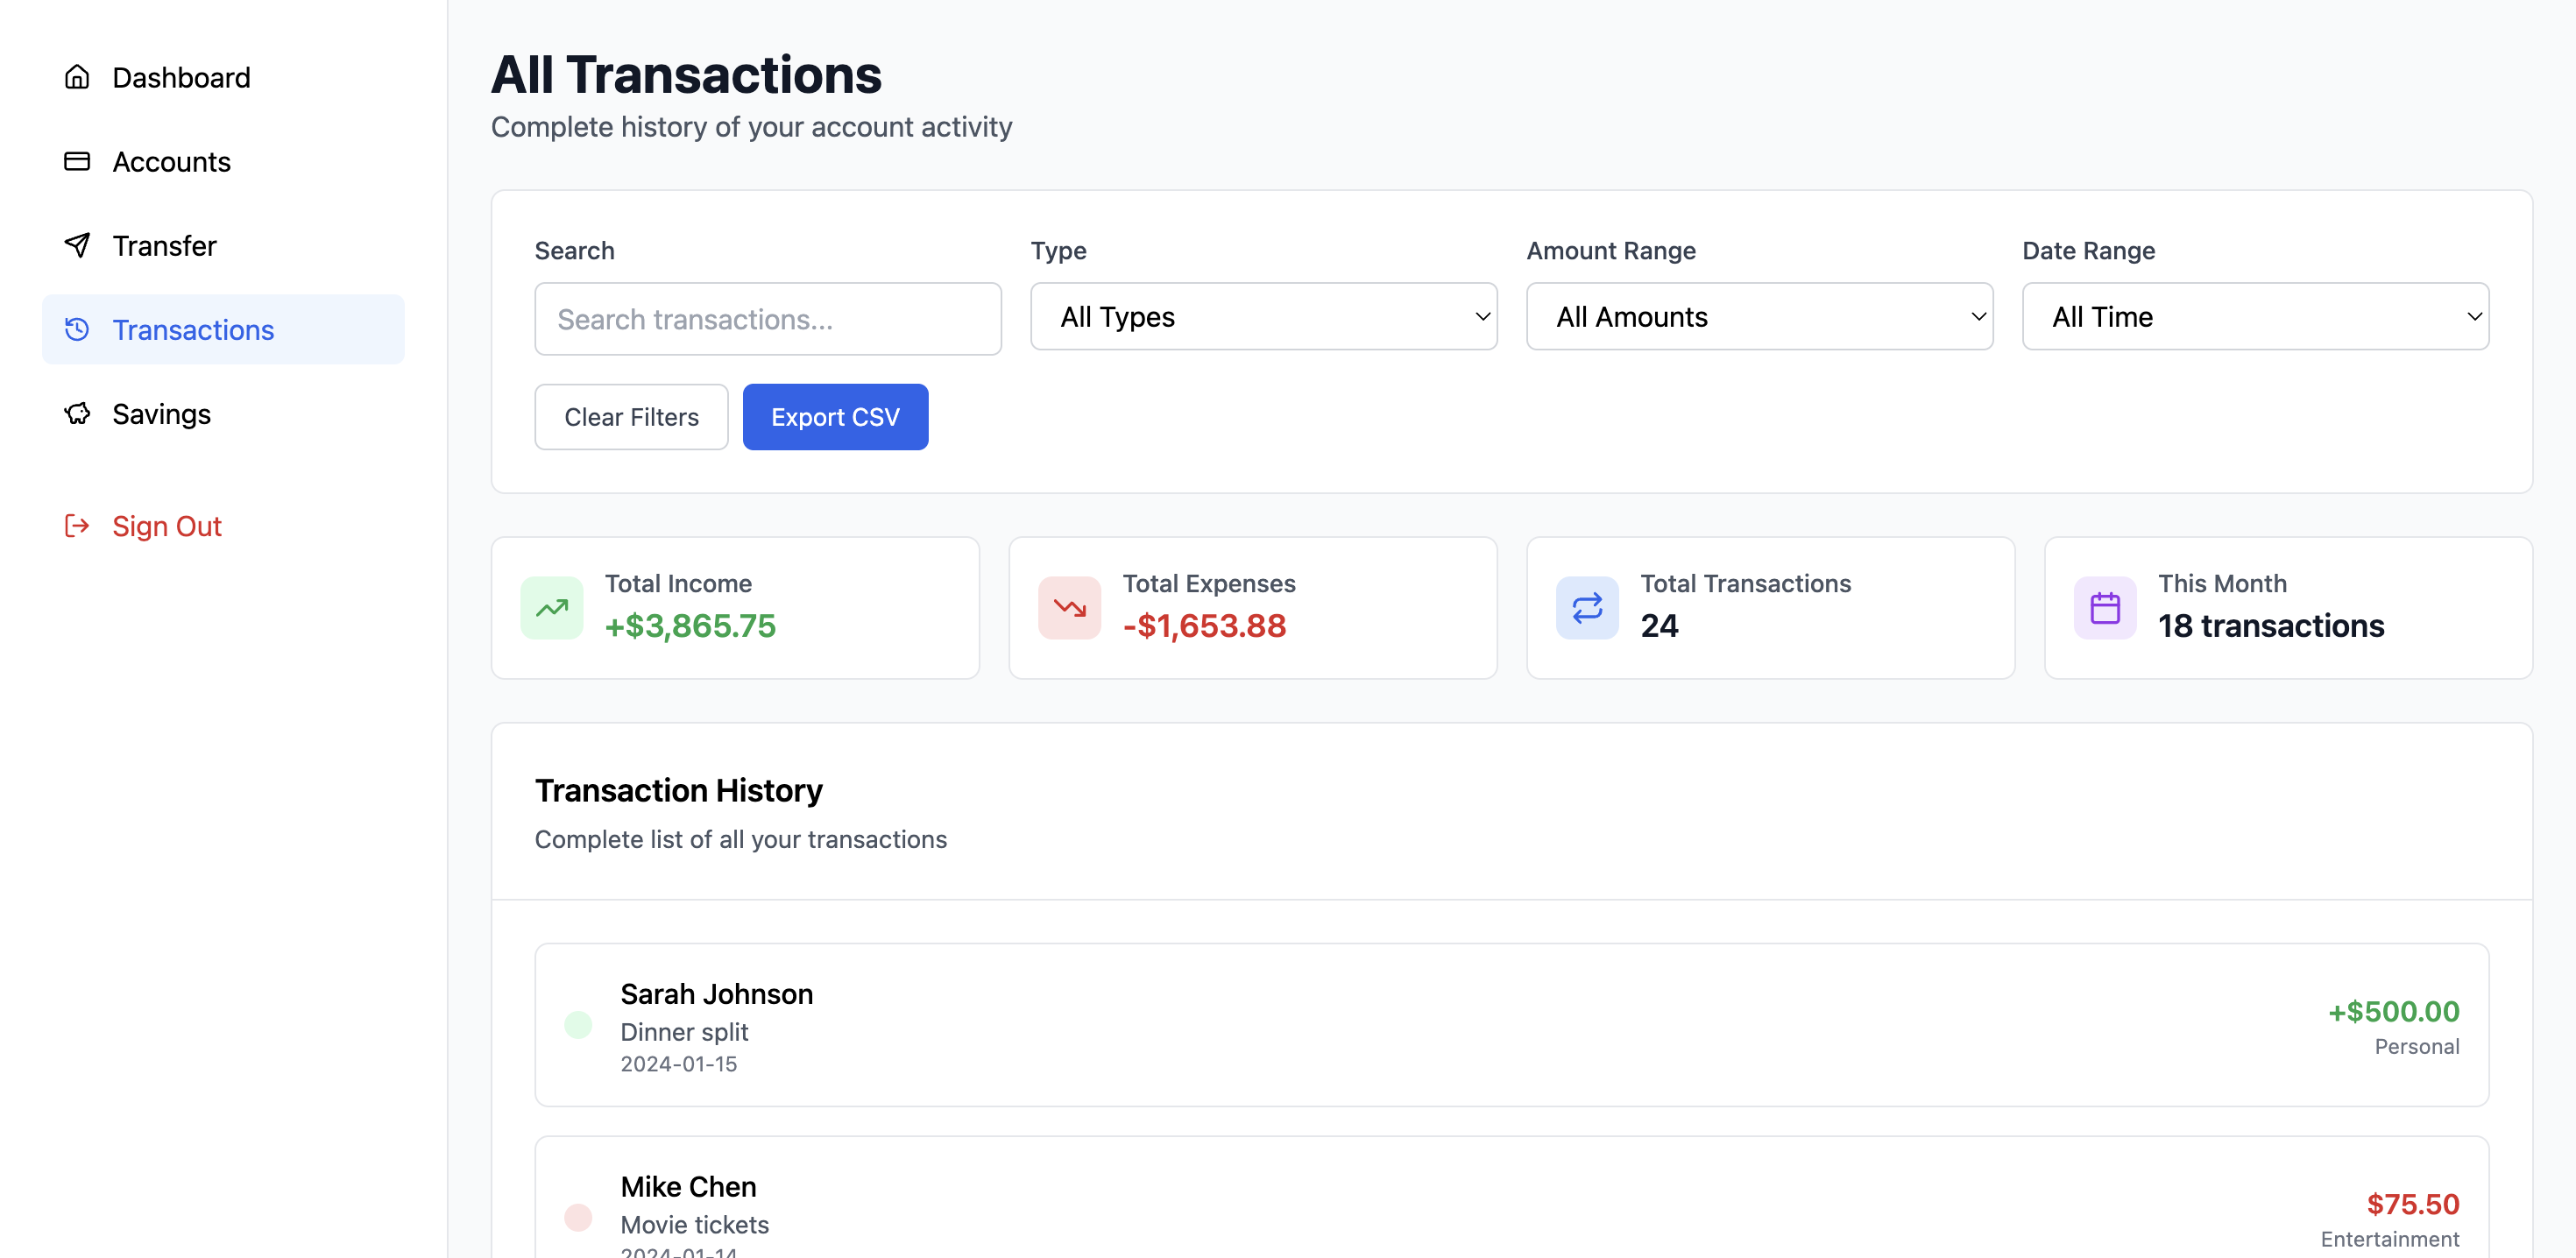 Dashboard
Accounts
Transfer
Transactions
Savings
Sign Out
All Transactions
Complete history of your account activity
Search
Type
Amount Range
Date Range
Search transactions...
All Types
All Amounts
All Time
Clear Filters
Export CSV
Total Income
+$3,865.75
Total Expenses
-$1,653.88
Total Transactions
24
This Month
18 transactions
Transaction History
Complete list of all your transactions
Sarah Johnson
Dinner split
2024-01-15
+$500.00
Personal
Mike Chen
Movie tickets
2024-01-14
$75.50
Entertainment